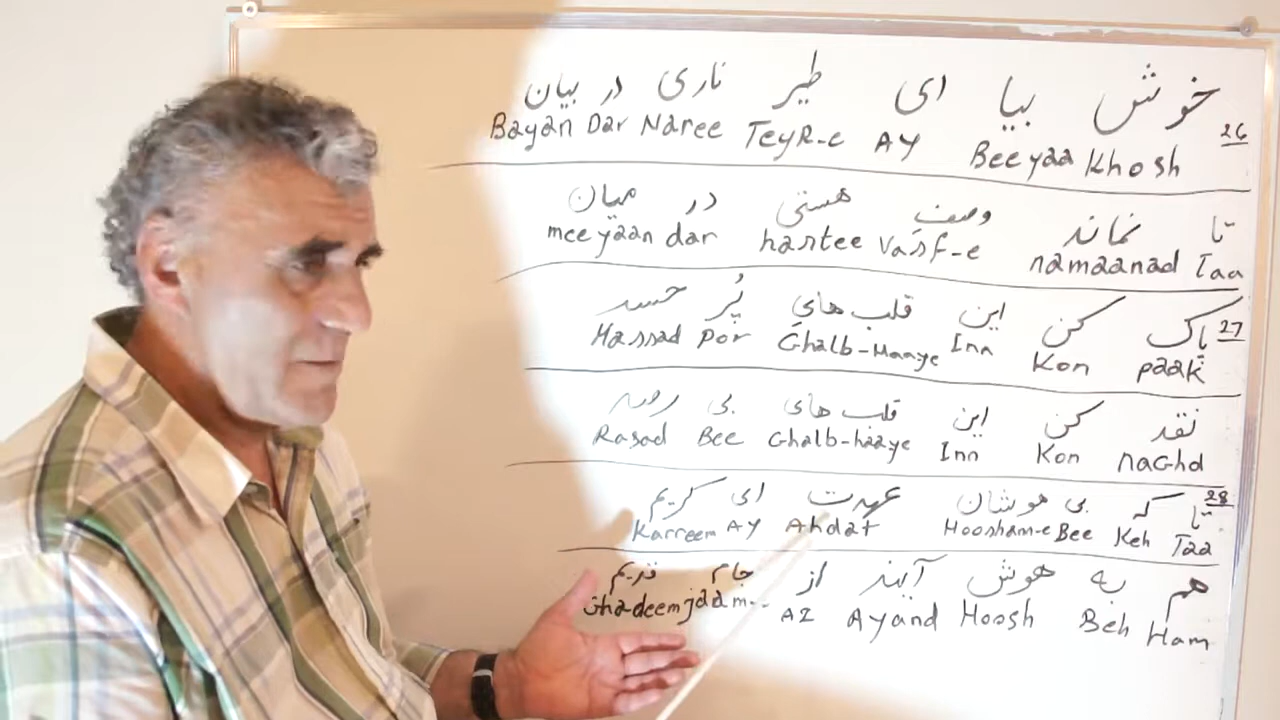 خوش بیا ای طیر ناری در بیان
26
Bayan Dar Naree TeyR-e AY Beeyaa Khosh
تا نماند وصف هستی در میان
meeyaan dar hastee Vasf-e namaanad Taa
پاک کن این قلب هایِ پُر حسد
27
Hassad por Ghalb-Haaye Inn Kon paak
نقد کن این قلب های بی رصد
Rasad Bee Ghalb-haaye Inn Kon naGhd
28
تا که بی هوشان عهدت ای کریم
Karreem AY Ahdat Hooshan-e Bee Keh Taa
هم به هوش آیند از جام قدیم
Ghadeem jaam-- AZ Ayand Hoosh Beh Ham